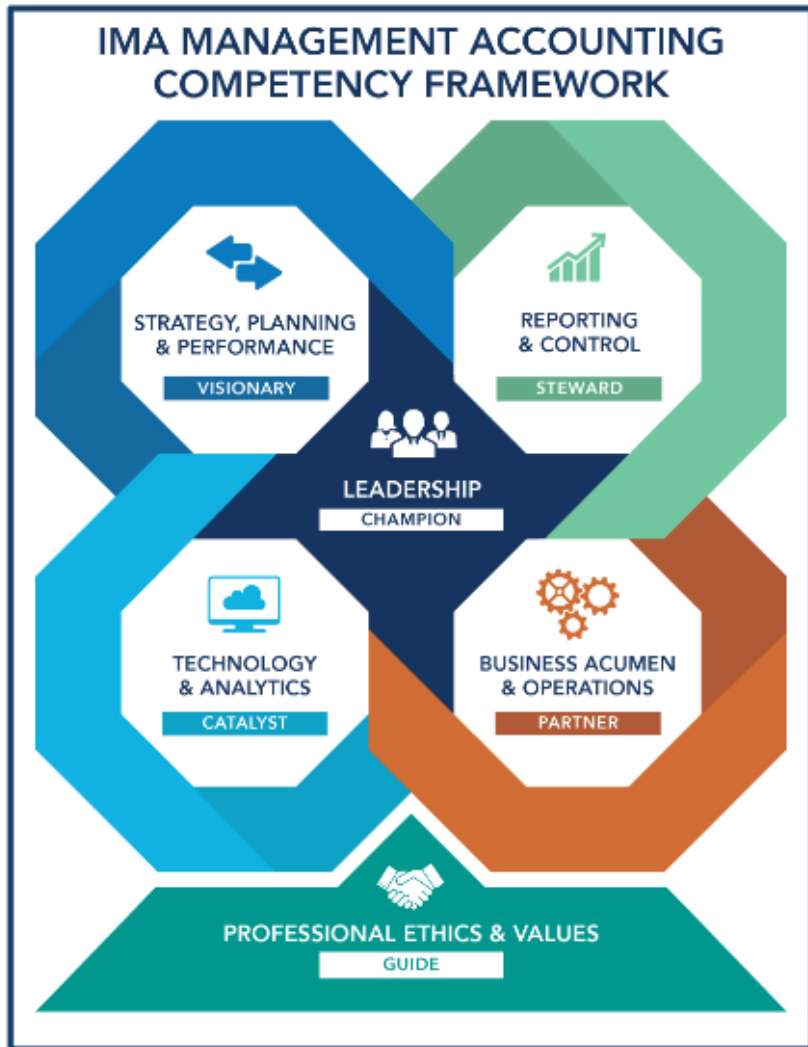 IMA MANAGEMENT ACCOUNTING
COMPETENCY FRAMEWORK
STRATEGY, PLANNING
& PERFORMANCE
VISIONARY
REPORTING
& CONTROL
STEWARD
LEADERSHIP
CHAMPION
TECHNOLOGY
& ANALYTICS
CATALYST
BUSINESS ACUMEN
& OPERATIONS
PARTNER
PROFESSIONAL ETHICS & VALUES
GUIDE